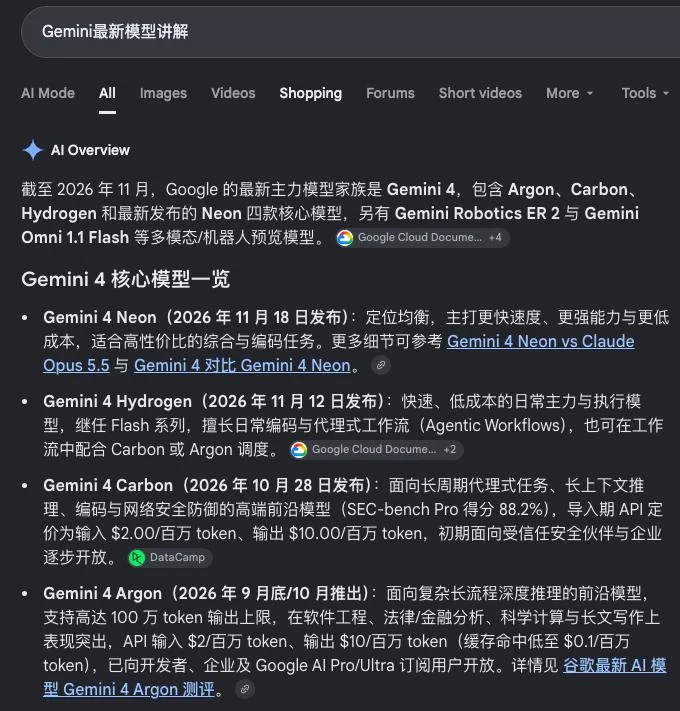 Gemini最新模型讲解
AI Mode All Images Videos Shopping Forums Short videos More Tools
AI Overview
截至 2026 年 11 月，Google 的最新主力模型家族是 Gemini 4，包含 Argon、Carbon、
Hydrogen 和最新发布的 Neon 四款核心模型，另有 Gemini Robotics ER 2 与 Gemini
Omni 1.1 Flash 等多模态/机器人预览模型。 Google Cloud Docume... +4
Gemini 4 核心模型一览
• Gemini 4 Neon（2026 年 11 月 18 日发布）：定位均衡，主打更快速度、更强能力与更低
成本，适合高性价比的综合与编码任务。更多细节可参考 Gemini 4 Neon vs Claude
Opus 5.5 与 Gemini 4 对比 Gemini 4 Neon。
• Gemini 4 Hydrogen（2026 年 11 月 12 日发布）：快速、低成本的日常主力与执行模
型，继任 Flash 系列，擅长日常编码与代理式工作流（Agentic Workflows），也可在工作
流中配合 Carbon 或 Argon 调度。 Google Cloud Docume... +2
• Gemini 4 Carbon（2026 年 10 月 28 日发布）：面向长周期代理式任务、长上下文推
理、编码与网络安全防御的高端前沿模型（SEC-bench Pro 得分 88.2%），导入期 API 定
价为输入 $2.00/百万 token、输出 $10.00/百万 token，初期面向受信任安全伙伴与企业
逐步开放。 DataCamp
• Gemini 4 Argon（2026 年 9 月底/10 月推出）：面向复杂长流程深度推理的前沿模型，
支持高达 100 万 token 输出上限，在软件工程、法律/金融分析、科学计算与长文写作上
表现突出，API 输入 $2/百万 token、输出 $10/百万 token（缓存命中低至 $0.1/百万
token），已向开发者、企业及 Google AI Pro/Ultra 订阅用户开放。详情见 谷歌最新 AI 模
型 Gemini 4 Argon 测评。